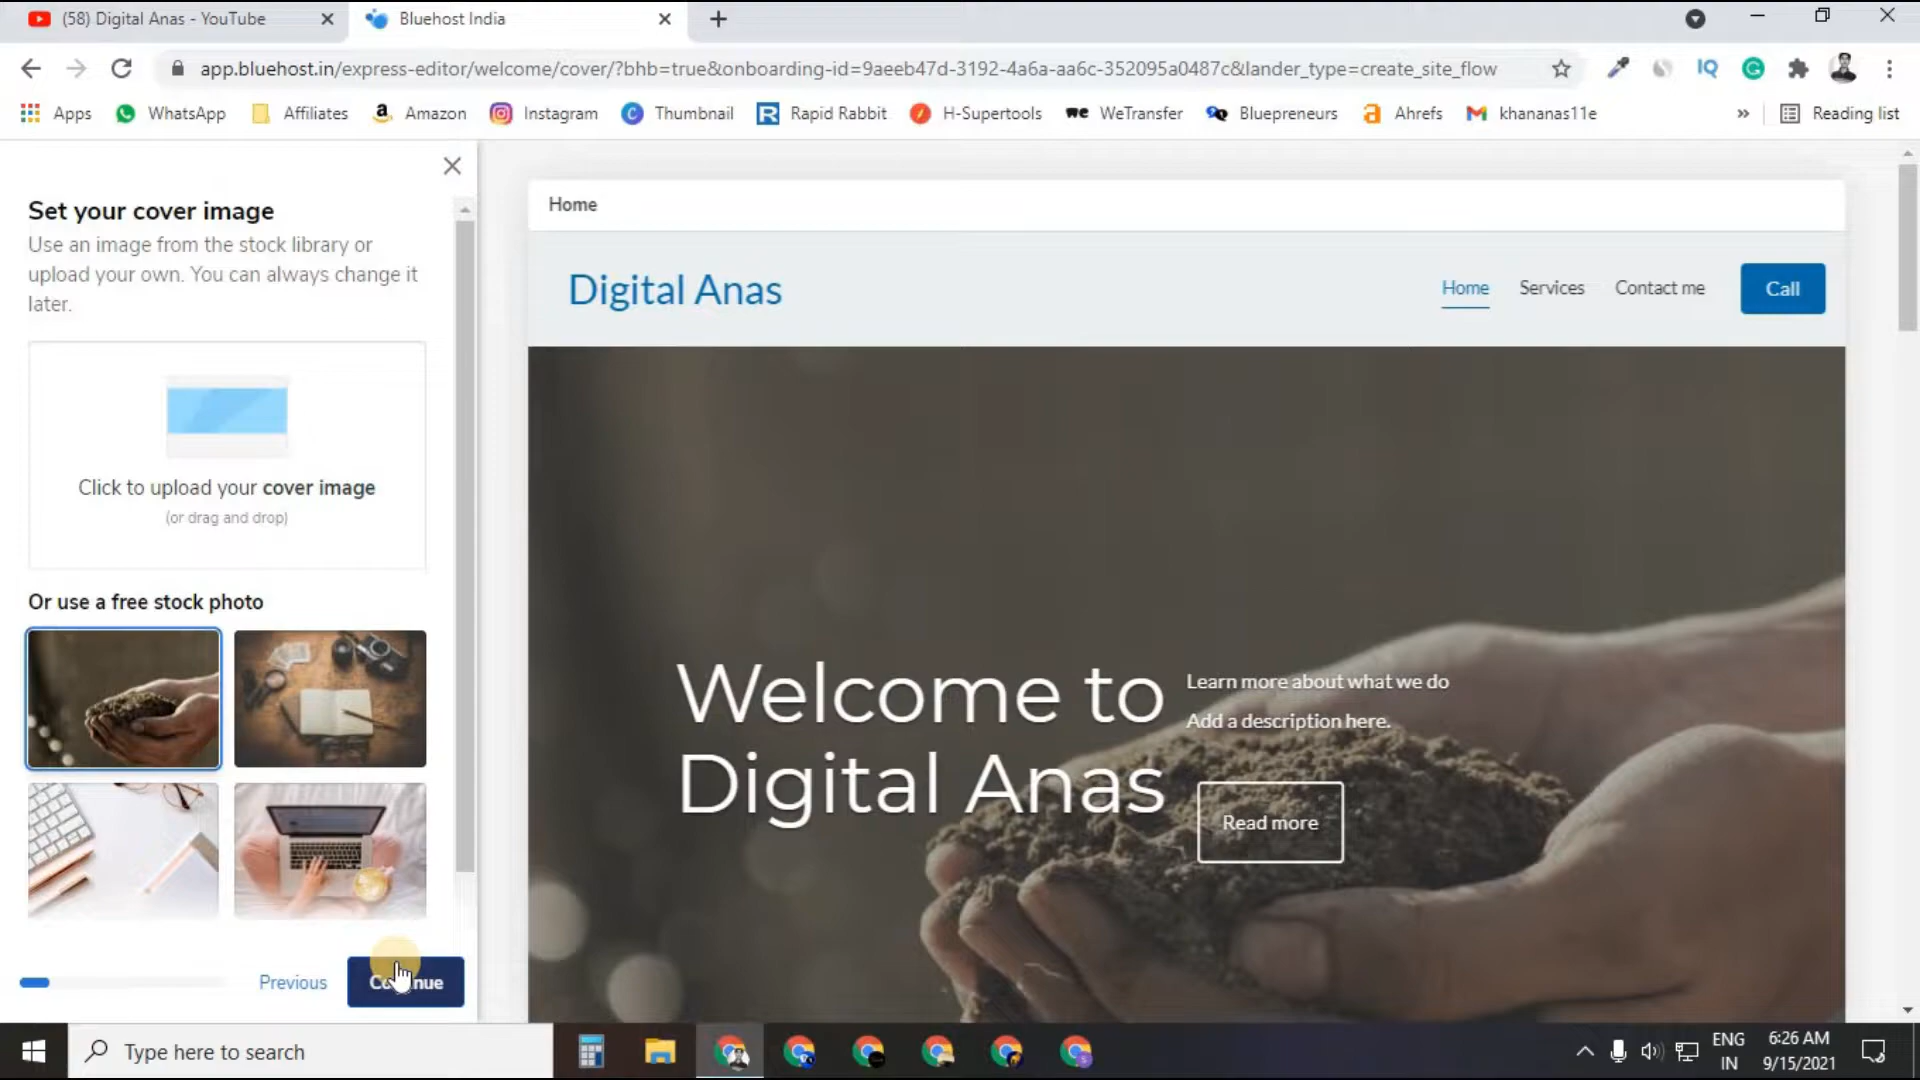 (58) Digital Anas - YouTube
Bluehost India
app.bluehost.in/express-editor/welcome/cover/?bhb=true&onboarding-id=9aeeb47d-3192-4a6a-aa6c-352095a0487c&lander_type=create_site_flow
Apps
WhatsApp
Affiliates
Amazon
Instagram
Thumbnail
Rapid Rabbit
H-Supertools
WeTransfer
Bluepreneurs
Ahrefs
khananas11e
Reading list
Set your cover image
Use an image from the stock library or
upload your own. You can always change it
later.
Click to upload your cover image
(or drag and drop)
Or use a free stock photo
Previous
Home
Digital Anas
Home
Services
Contact me
Call
Welcome to
Digital Anas
Learn more about what we do
Add a description here.
Read more
Type here to search
ENG
IN
6:26 AM
9/15/2021